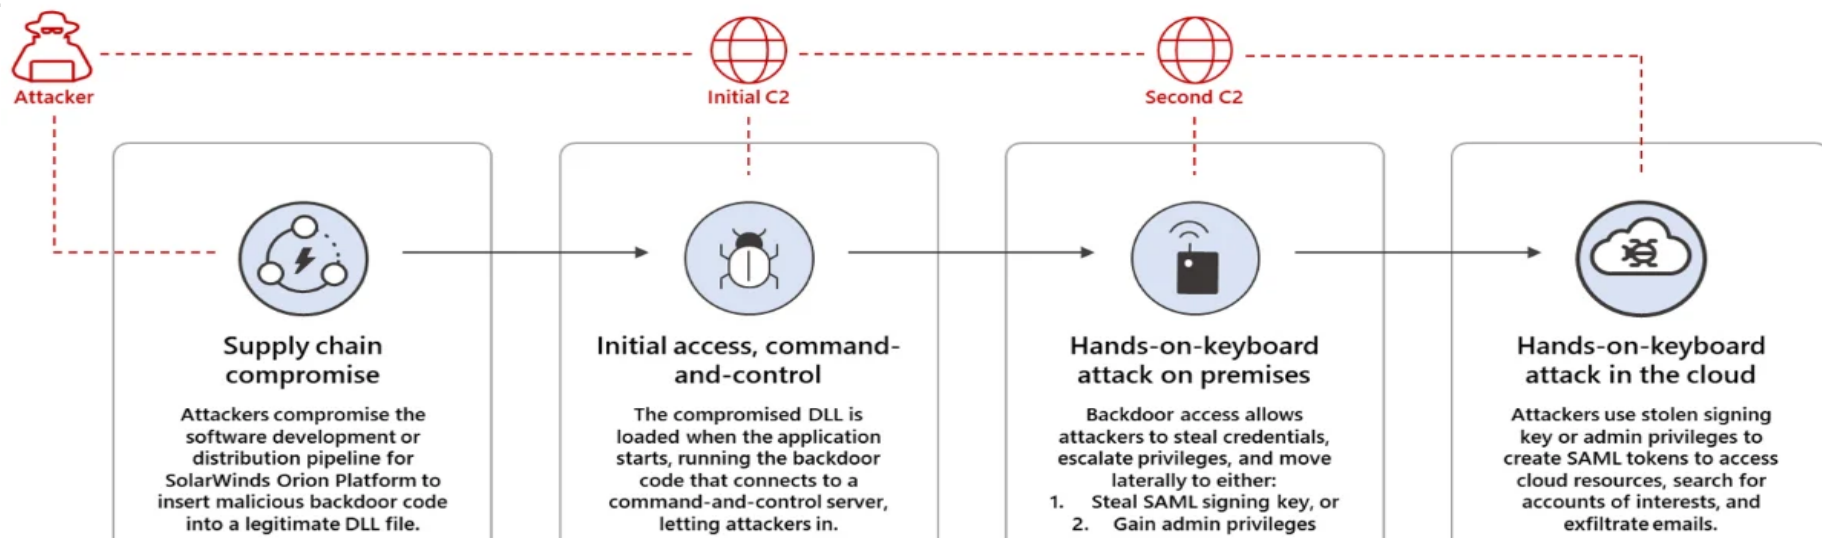 Attacker
Initial C2
Second C2
Supply chain
compromise
Attackers compromise the
software development or
distribution pipeline for
SolarWinds Orion Platform to
insert malicious backdoor code
into a legitimate DLL file.
Initial access, command-
and-control
The compromised DLL is
loaded when the application
starts, running the backdoor
code that connects to a
command-and-control server,
letting attackers in.
Hands-on-keyboard
attack on premises
Backdoor access allows
attackers to steal credentials,
escalate privileges, and move
laterally to either:
1. Steal SAML signing key, or
2. Gain admin privileges
Hands-on-keyboard
attack in the cloud
Attackers use stolen signing
key or admin privileges to
create SAML tokens to access
cloud resources, search for
accounts of interests, and
exfiltrate emails.